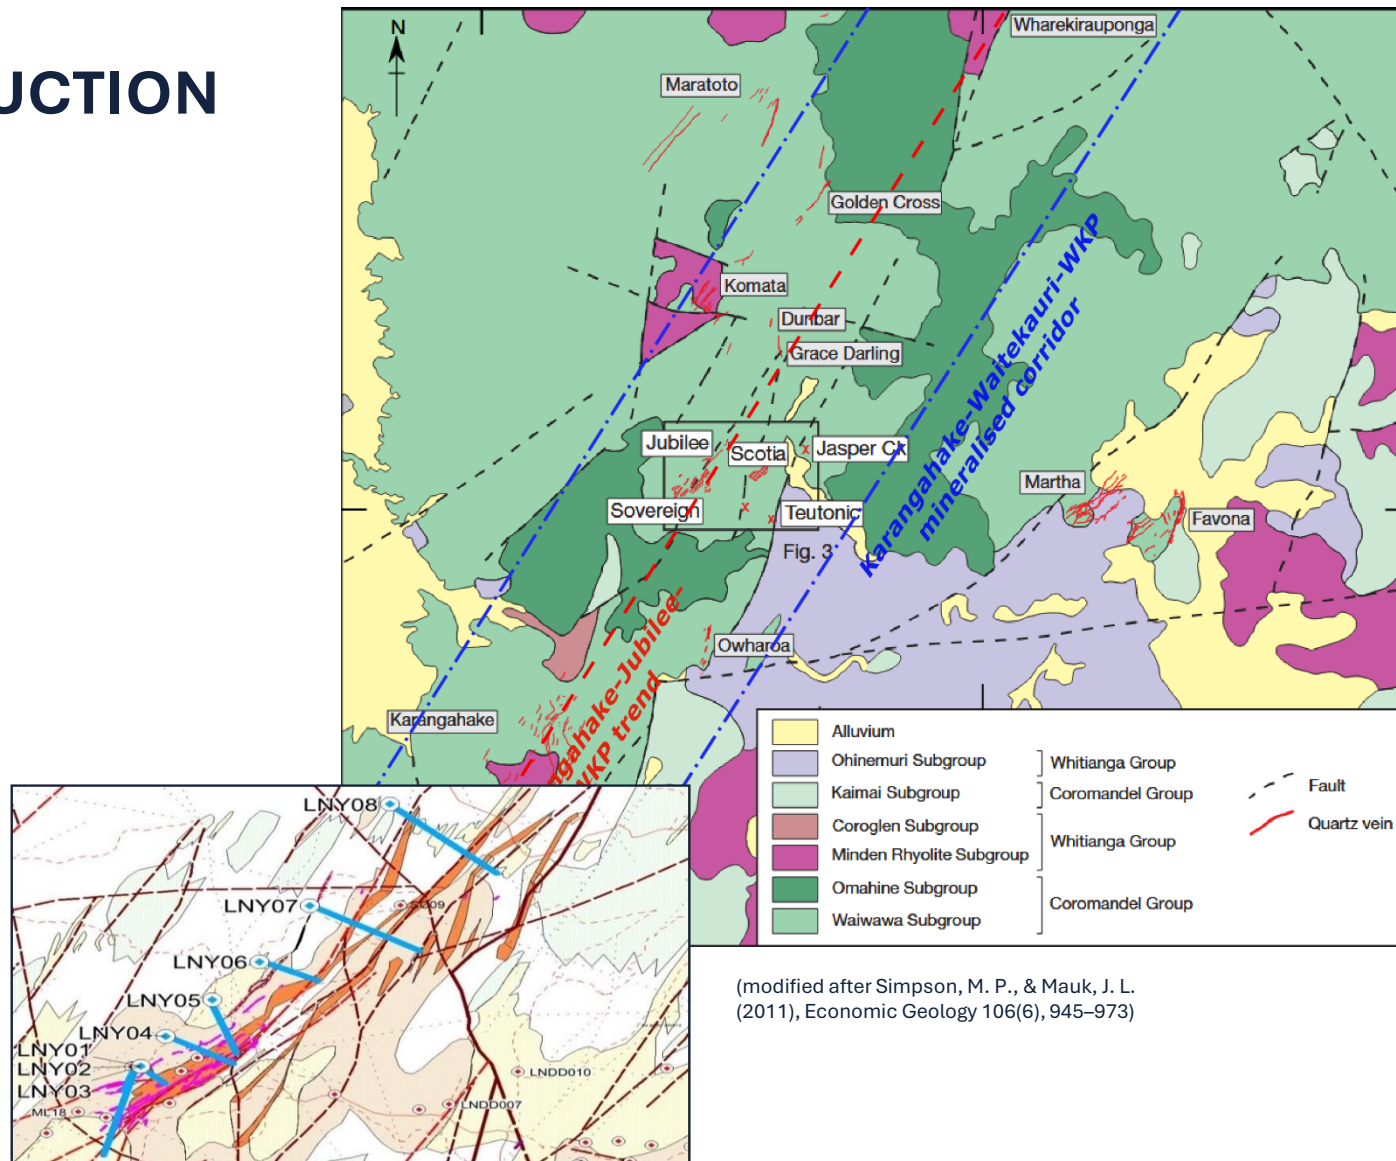 UCTION
N
Wharekirauponga
Maratoto
Golden Cross
Komata
Dunbar
Grace Darling
Jubilee
Scotia
Jasper Ck
Sovereign
Teutonic
Fig. 3
Martha
Favona
Owharoa
Karangahake
Karangahake-Waitekauri-WKP
mineralised corridor
ngahake-Jubilee-
WKP trend
Alluvium
Ohinemuri Subgroup
Whitianga Group
Kaimai Subgroup
Coromandel Group
Coroglen Subgroup
Minden Rhyolite Subgroup
Whitianga Group
Omahine Subgroup
Waiwawa Subgroup
Coromandel Group
Fault
Quartz vein
LNY08
LNY07
LNY06
LNY05
LNY04
LNY01
LNY02
LNY03
ML18
LNDD010
LNDD007
(modified after Simpson, M. P., & Mauk, J. L.
(2011), Economic Geology 106(6), 945–973)